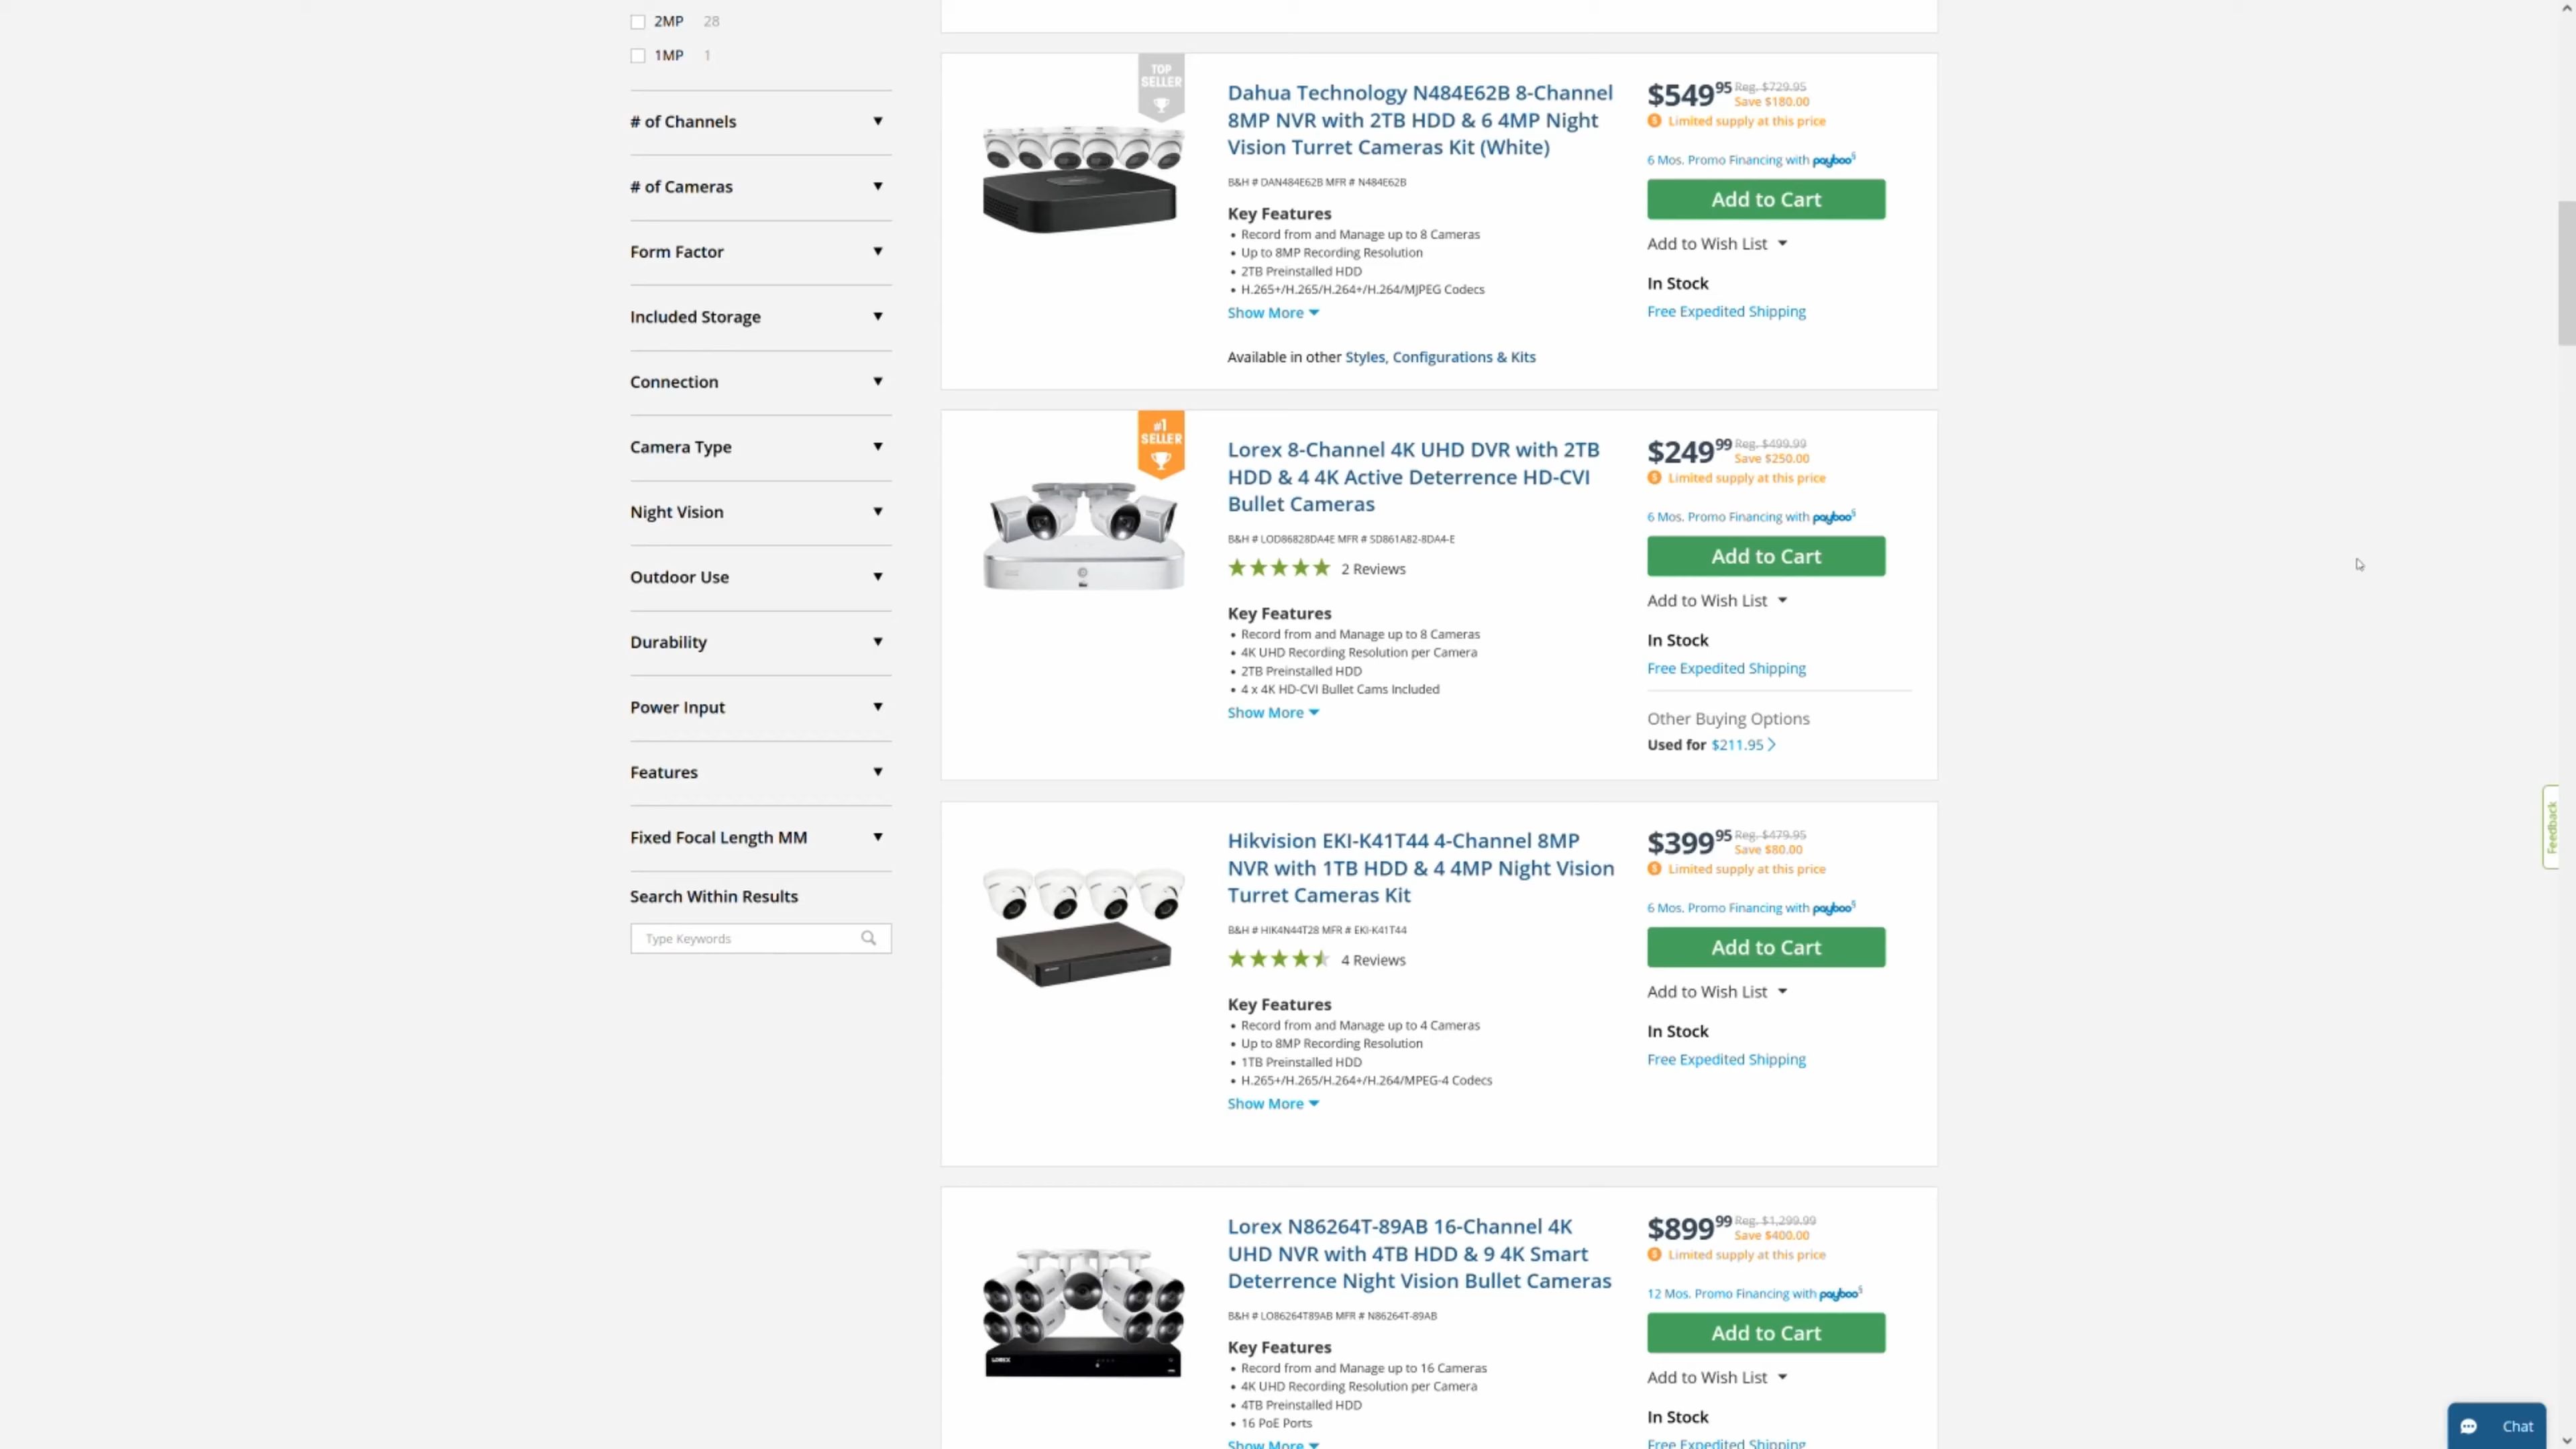 2MP 28
1MP 1
# of Channels
# of Cameras
Form Factor
Included Storage
Connection
Camera Type
Night Vision
Outdoor Use
Durability
Power Input
Features
Fixed Focal Length MM
Search Within Results
Type Keywords
TOP
SELLER
Dahua Technology N484E62B 8-Channel
8MP NVR with 2TB HDD & 6 4MP Night
Vision Turret Cameras Kit (White)
B&H # DAN484E62B MFR # N484E62B
Key Features
• Record from and Manage up to 8 Cameras
• Up to 8MP Recording Resolution
• 2TB Preinstalled HDD
• H.265+/H.265/H.264+/H.264/MJPEG Codecs
Show More
Available in other Styles, Configurations & Kits
$549 95 Reg. $729.95
Save $180.00
$ Limited supply at this price
6 Mos. Promo Financing with payboo§
Add to Cart
Add to Wish List
In Stock
Free Expedited Shipping
#1
SELLER
Lorex 8-Channel 4K UHD DVR with 2TB
HDD & 4 4K Active Deterrence HD-CVI
Bullet Cameras
B&H # LOD86828DA4E MFR # SD861A82-8DA4-E
2 Reviews
Key Features
• Record from and Manage up to 8 Cameras
• 4K UHD Recording Resolution per Camera
• 2TB Preinstalled HDD
• 4 x 4K HD-CVI Bullet Cams Included
Show More
$249 99 Reg. $499.99
Save $250.00
$ Limited supply at this price
6 Mos. Promo Financing with payboo§
Add to Cart
Add to Wish List
In Stock
Free Expedited Shipping
Other Buying Options
Used for $211.95
Hikvision EKI-K41T44 4-Channel 8MP
NVR with 1TB HDD & 4 4MP Night Vision
Turret Cameras Kit
B&H # HIK4N44T28 MFR # EKI-K41T44
4 Reviews
Key Features
• Record from and Manage up to 4 Cameras
• Up to 8MP Recording Resolution
• 1TB Preinstalled HDD
• H.265+/H.265/H.264+/H.264/MPEG-4 Codecs
Show More
$399 95 Reg. $479.95
Save $80.00
$ Limited supply at this price
6 Mos. Promo Financing with payboo§
Add to Cart
Add to Wish List
In Stock
Free Expedited Shipping
LOREX
Lorex N86264T-89AB 16-Channel 4K
UHD NVR with 4TB HDD & 9 4K Smart
Deterrence Night Vision Bullet Cameras
B&H # LO86264T89AB MFR # N86264T-89AB
Key Features
• Record from and Manage up to 16 Cameras
• 4K UHD Recording Resolution per Camera
• 4TB Preinstalled HDD
• 16 PoE Ports
Show More
$899 99 Reg. $1,299.99
Save $400.00
$ Limited supply at this price
12 Mos. Promo Financing with payboo§
Add to Cart
Add to Wish List
In Stock
Free Expedited Shipping
Feedback
Chat